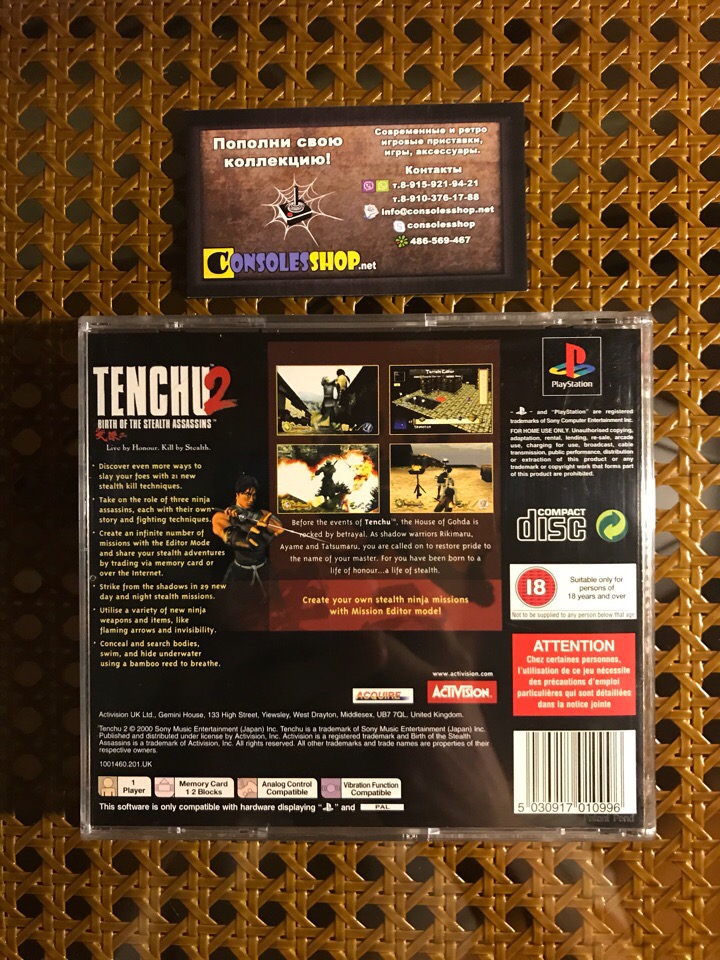 Пополни свою
коллекцию!
Современные и ретро
игровые приставки,
игры, аксессуары.
Контакты
т.8-915-921-94-21
т.8-910-376-17-88
info@consolesshop.net
consolesshop
486-569-467
CONSOLESSHOP.net
TENCHU 2
BIRTH OF THE STEALTH ASSASSINS™
Live by Honour. Kill by Stealth.
• Discover even more ways to
slay your foes with 21 new
stealth kill techniques.
• Take on the role of three ninja
assassins, each with their own
story and fighting techniques.
• Create an infinite number of
missions with the Editor Mode
and share your stealth adventures
by trading via memory card or
over the Internet.
• Strike from the shadows in 29 new
day and night stealth missions.
• Utilise a variety of new ninja
weapons and items, like
flaming arrows and invisibility.
• Conceal and search bodies,
swim, and hide underwater
using a bamboo reed to breathe.
Tenchi Editor
Before the events of Tenchu™, the House of Gohda is
rocked by betrayal. As shadow warriors Rikimaru,
Ayame and Tatsumaru, you are called on to restore pride to
the name of your master. For you have been born to a
life of honour...a life of stealth.
Create your own stealth ninja missions
with Mission Editor mode!
PlayStation
" and "PlayStation" are registered
trademarks of Sony Computer Entertainment Inc.
FOR HOME USE ONLY. Unauthorised copying,
adaptation, rental, lending, re-sale, arcade
use, charging for use, broadcast, cable
transmission, public performance, distribution
or extraction of this product or any
trademark or copyright work that forms part
of this product are prohibited.
COMPACT
disc
18
Suitable only for
persons of
18 years and over
Not to be supplied to any person below that age
ATTENTION
Chez certaines personnes,
l'utilisation de ce jeu nécessite
des précautions d'emploi
particulières qui sont détaillées
dans la notice jointe
www.activision.com
ACQUIRE
ACTIVISION.
Activision UK Ltd., Gemini House, 133 High Street, Yiewsley, West Drayton, Middlesex, UB7 7QL, United Kingdom.
Tenchu 2 © 2000 Sony Music Entertainment (Japan) Inc. Tenchu is a trademark of Sony Music Entertainment (Japan) Inc.
Published and distributed under license by Activision, Inc. Activision is a registered trademark and Birth of the Stealth
Assassins is a trademark of Activision, Inc. All rights reserved. All other trademarks and trade names are properties of their
respective owners.
1001460.201.UK
1
Player
Memory Card
1 2 Blocks
Analog Control
Compatible
Vibration Function
Compatible
This software is only compatible with hardware displaying " " and PAL
5 030917 010996
Patent Pend